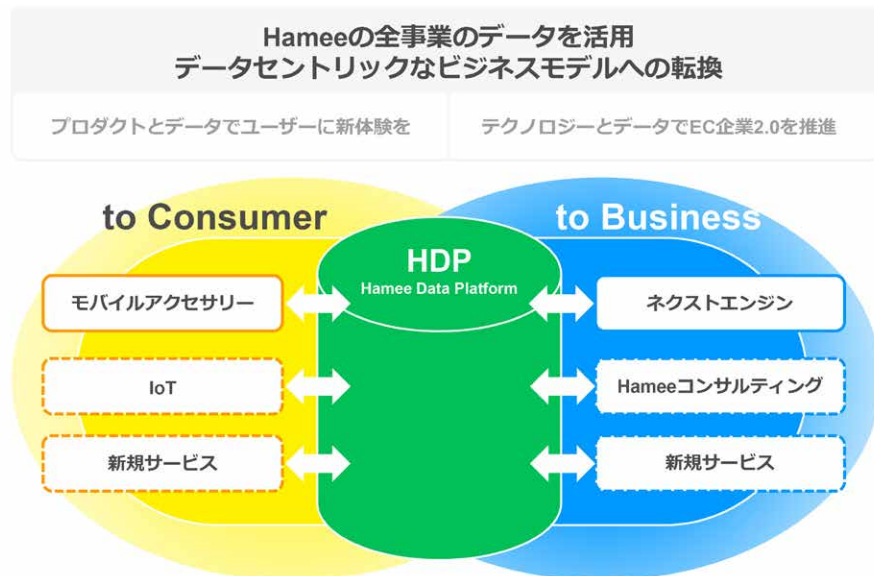 Hameeの全事業のデータを活用
データセントリックなビジネスモデルへの転換
プロダクトとデータでユーザーに新体験を
テクノロジーとデータでEC企業2.0を推進
to Consumer
to Business
HDP
Hamee Data Platform
モバイルアクセサリー
ネクストエンジン
IoT
Hameeコンサルティング
新規サービス
新規サービス